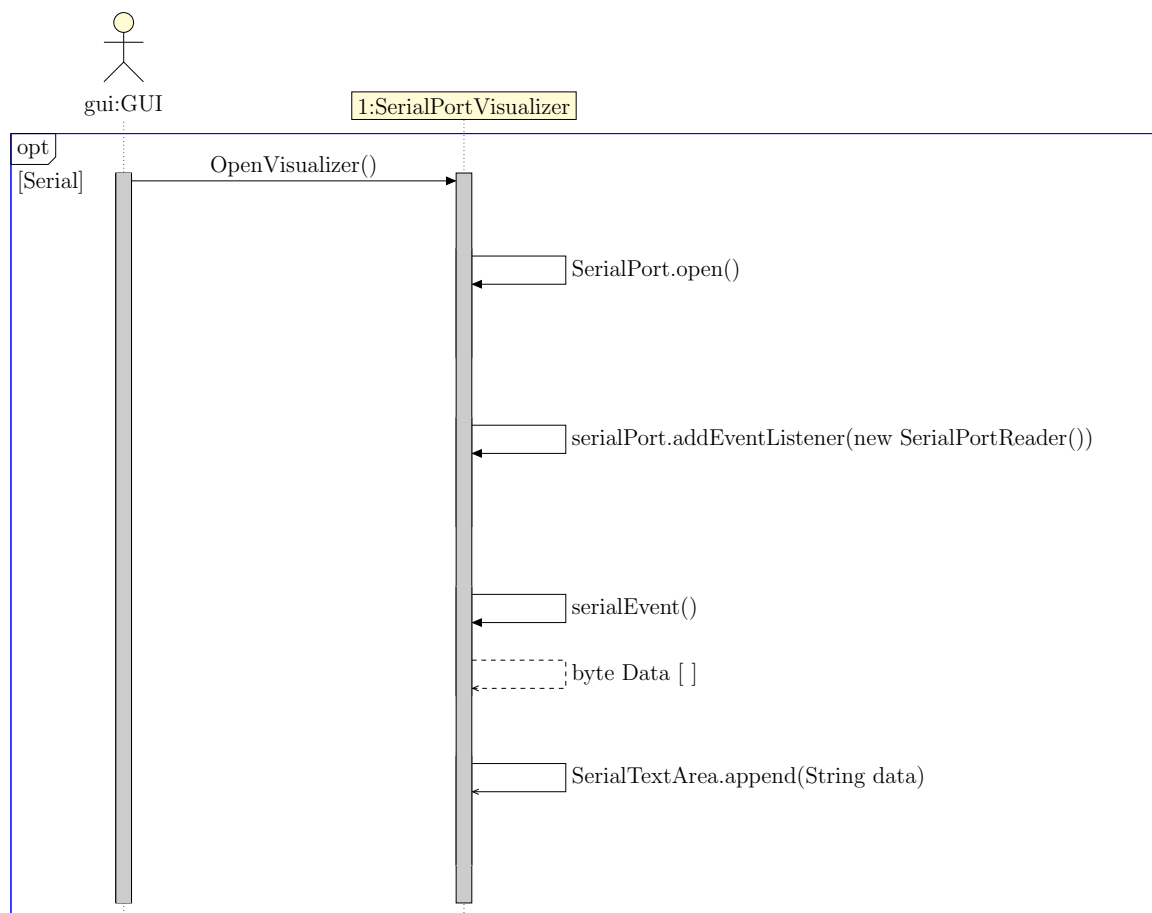 gui:GUI
1:SerialPortVisualizer
opt
[Serial]
OpenVisualizer()
SerialPort.open()
serialPort.addEventListener(new SerialPortReader())
serialEvent()
byte Data [ ]
SerialTextArea.append(String data)